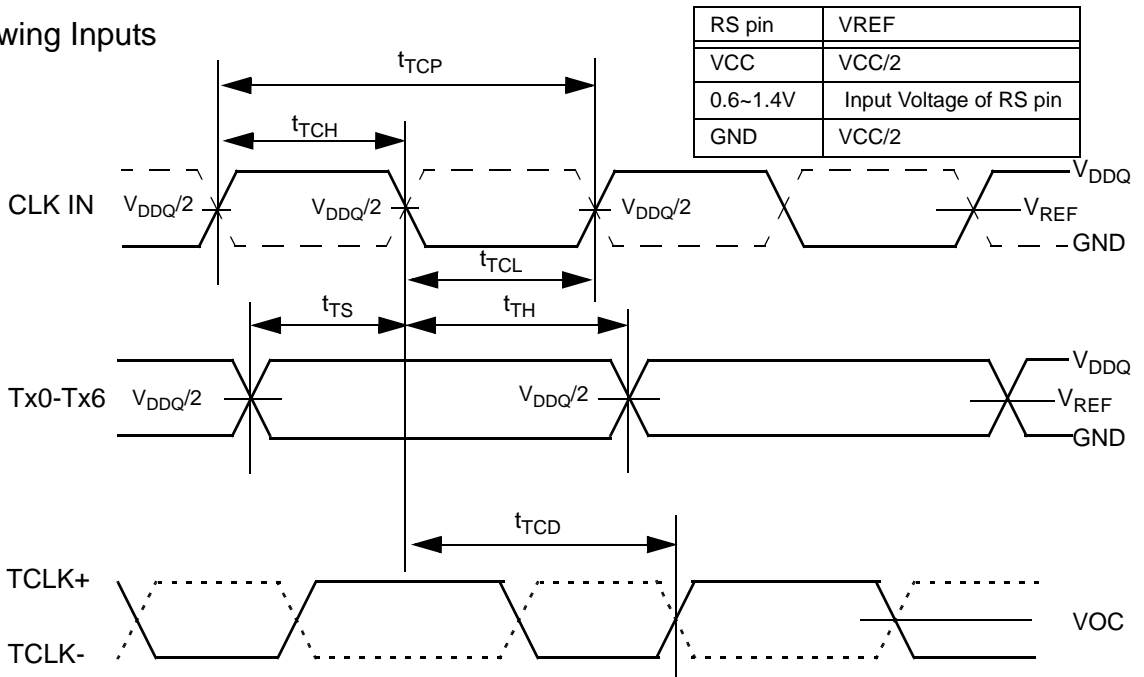 wing Inputs
RS pin VREF
VCC VCC/2
0.6~1.4V Input Voltage of RS pin
GND VCC/2
tTCP
tTCH
CLK IN VDDQ/2 VDDQ/2 VDDQ/2 VDDQ
VREF
GND
tTCL
tTS tTH
Tx0-Tx6 VDDQ/2 VDDQ/2 VDDQ
VREF
GND
tTCD
TCLK+
VOC
TCLK-